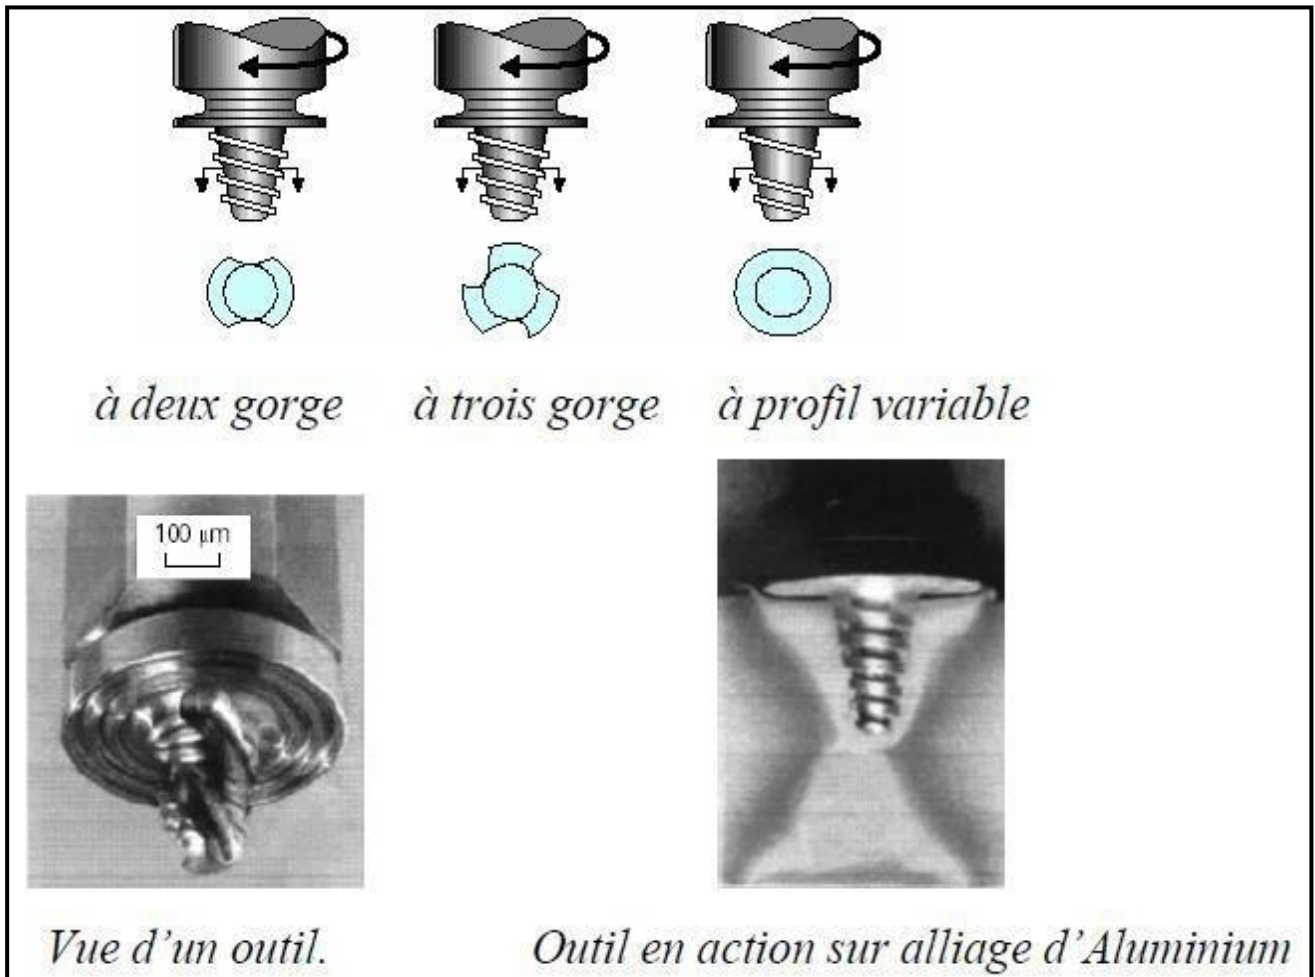 à deux gorge à trois gorge à profil variable
100 µm
Vue d'un outil. Outil en action sur alliage d'Aluminium